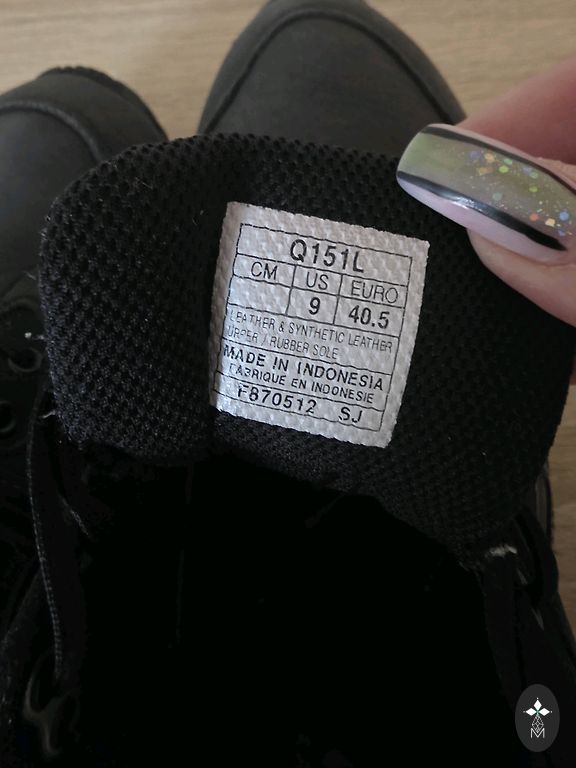 Q151L
CM US EURO
9 40.5
LEATHER & SYNTHETIC LEATHER
UPPER / RUBBER SOLE
MADE IN INDONESIA
FABRIQUE EN INDONESIE
F870512 SJ
M